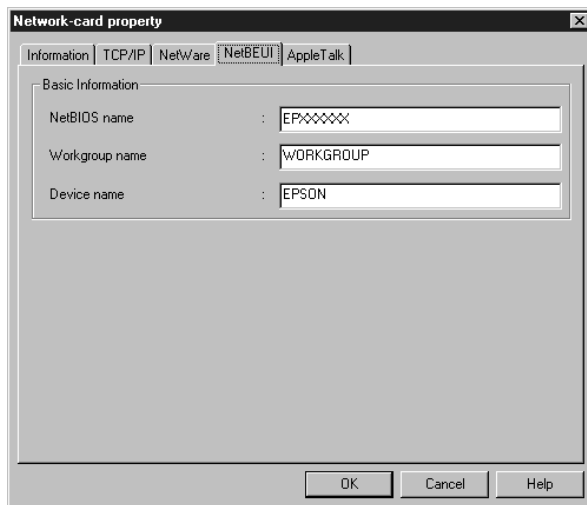 Network-card property
Information TCP/IP NetWare NetBEUI AppleTalk
Basic Information
NetBIOS name : EPXXXXXX
Workgroup name : WORKGROUP
Device name : EPSON
OK Cancel Help